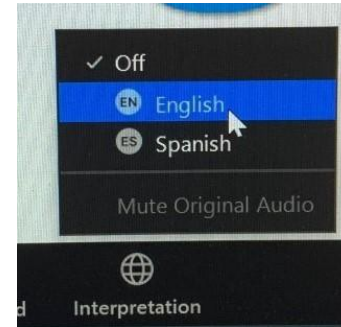 Off
EN English
ES Spanish
Mute Original Audio
d Interpretation